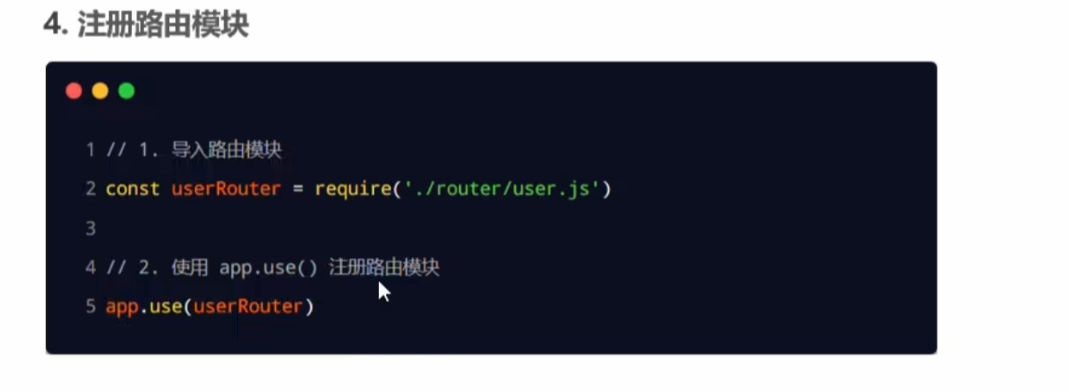 4. 注册路由模块
1 // 1. 导入路由模块
2 const userRouter = require('./router/user.js')
3
4 // 2. 使用 app.use() 注册路由模块
5 app.use(userRouter)